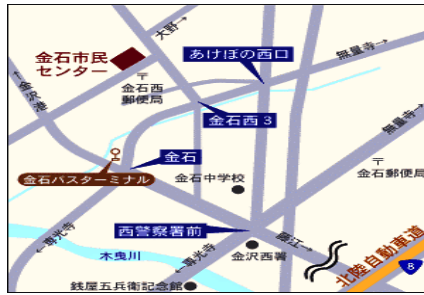 大野→
金石市民
センター
あけぼの西口
無量寺→
〒
金石西
郵便局
←金沢港
金石西3
金石
金石バスターミナル
金石中学校
〒
金石郵便局
無量寺→
西警察署前
←専光寺
木曳川
←専光寺
金沢西署
藤江→
銭屋五兵衛記念館
北陸自動車道
8